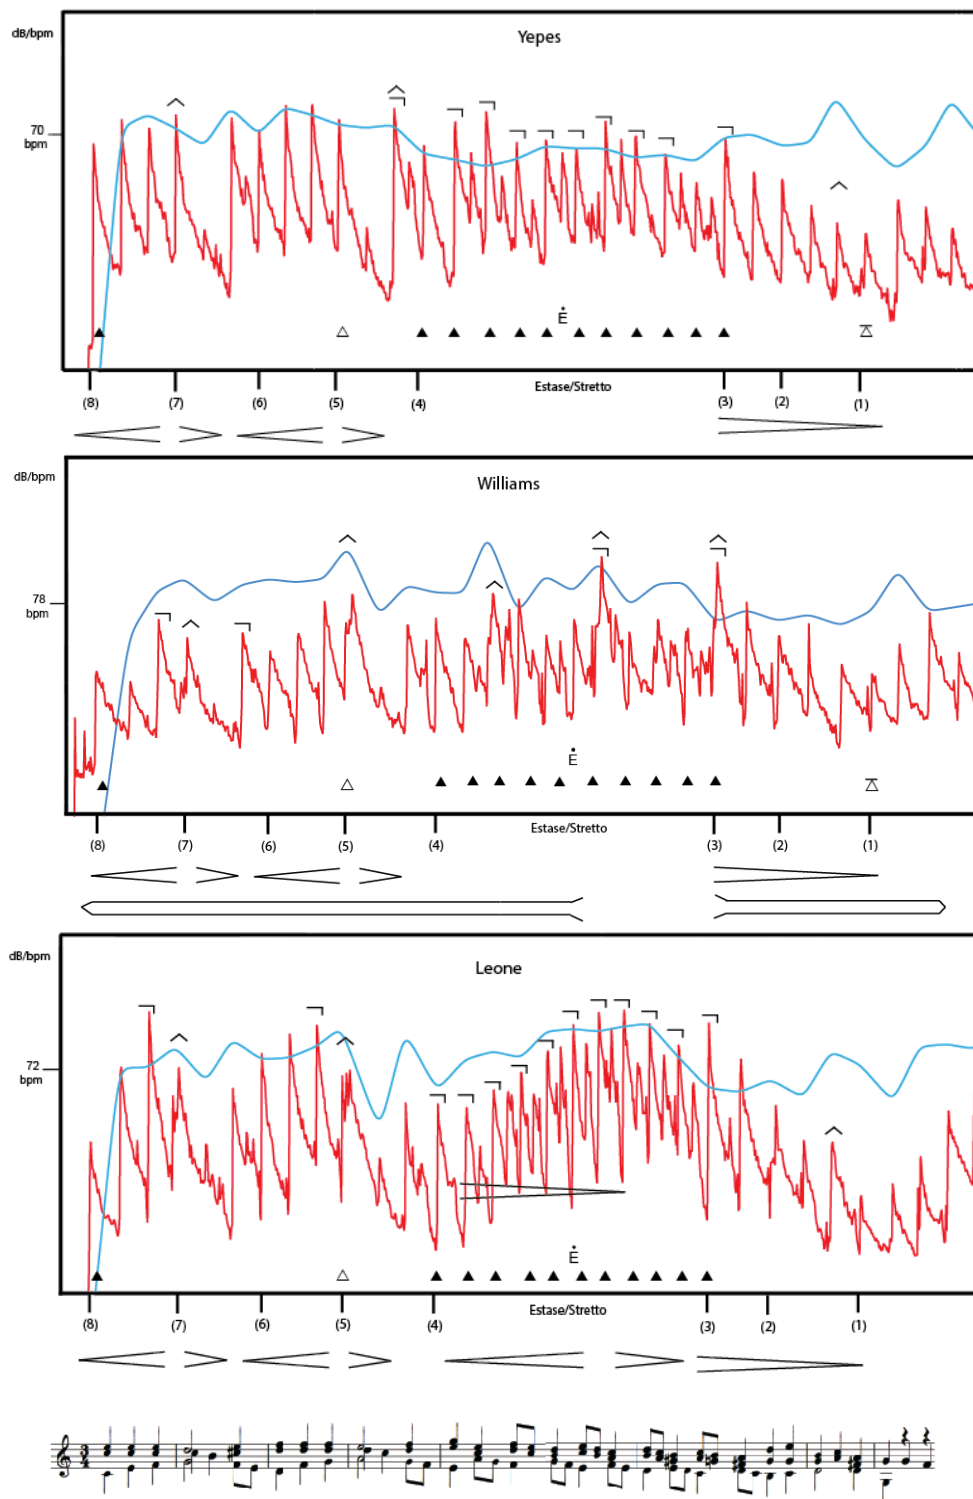 dB/bpm
Yepes
70
bpm
Ė
Estase/Stretto
(8) (7) (6) (5) (4) (3) (2) (1)
dB/bpm
Williams
78
bpm
Ė
Estase/Stretto
(8) (7) (6) (5) (4) (3) (2) (1)
dB/bpm
Leone
72
bpm
Ė
Estase/Stretto
(8) (7) (6) (5) (4) (3) (2) (1)
3
4